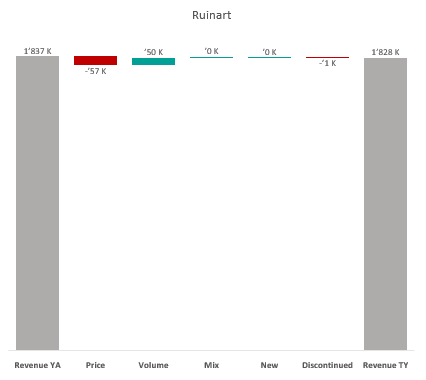 Ruinart
1'837 K
-'57 K
'50 K
'0 K
'0 K
-'1 K
1'828 K
Revenue YA
Price
Volume
Mix
New
Discontinued
Revenue TY